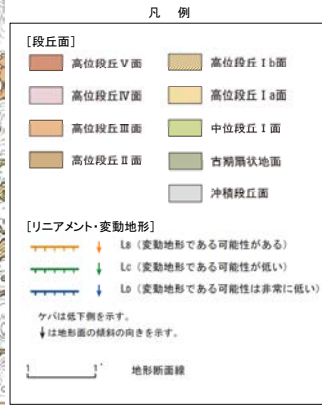 凡 例
[段丘面]
高位段丘Ⅴ面
高位段丘Ⅰb面
高位段丘Ⅳ面
高位段丘Ⅰa面
高位段丘Ⅲ面
中位段丘Ⅰ面
高位段丘Ⅱ面
古期扇状地面
沖積段丘面
[リニアメント・変動地形]
LB（変動地形である可能性がある）
LC（変動地形である可能性が低い）
LD（変動地形である可能性は非常に低い）
ケバは低下側を示す。
↓は地形面の傾斜の向きを示す。
1 1' 地形断面線